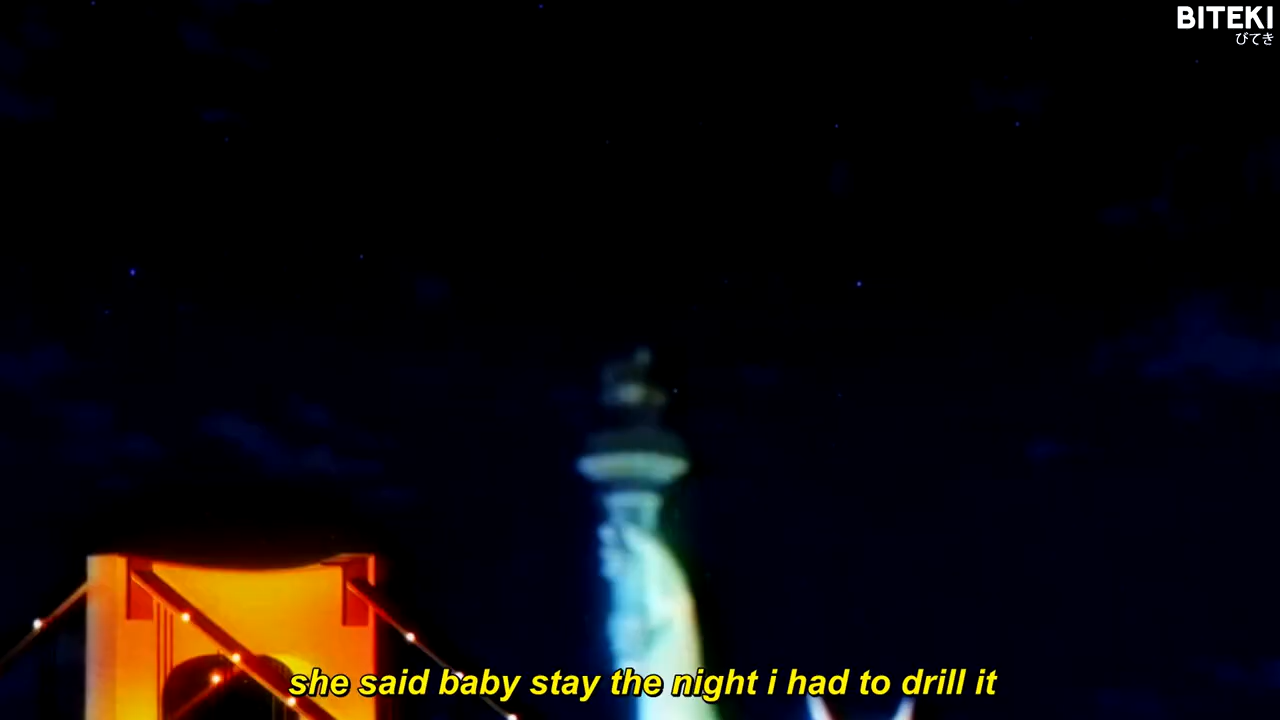 BITEKI
びてき
she said baby stay the night i had to drill it